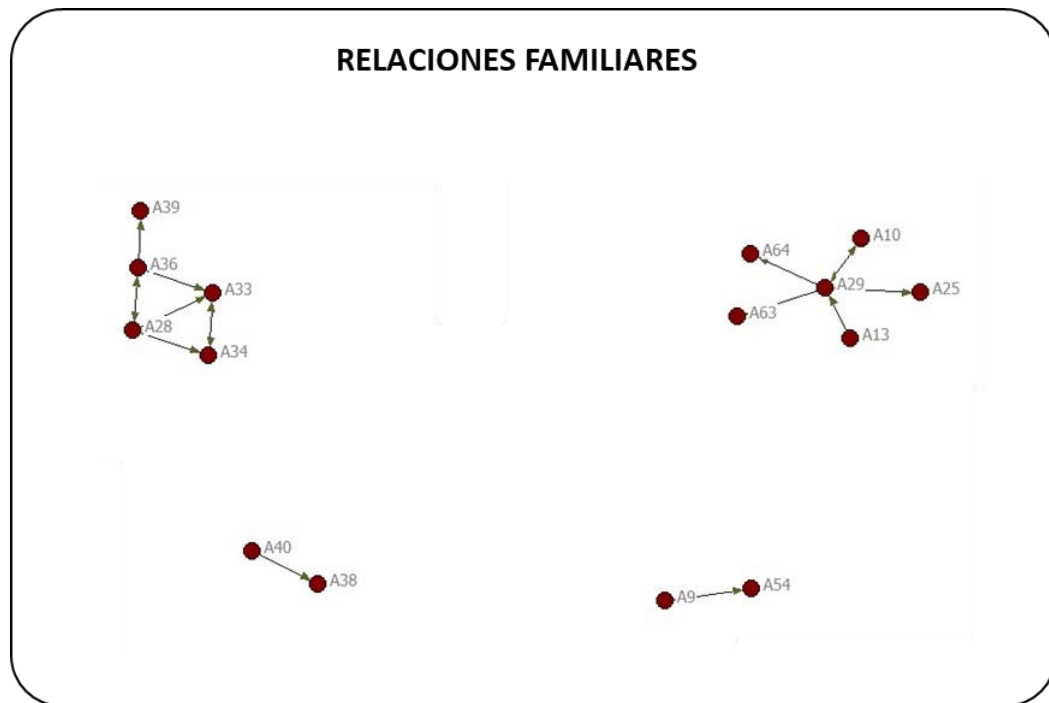 RELACIONES FAMILIARES
A39
A36
A33
A28
A34
A10
A64
A29
A25
A63
A13
A40
A38
A9
A54